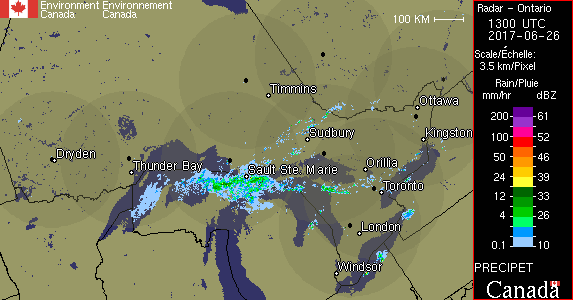 Environment Environnement
Canada Canada
100 KM
Timmins
Ottawa
Sudbury
Kingston
Dryden
Thunder Bay
Sault Ste. Marie
Orillia
Toronto
London
Windsor
Radar - Ontario
1300 UTC
2017-06-26
Scale/Échelle:
3.5 km/Pixel
Rain/Pluie
mm/hr dBZ
200 61
100 52
50 46
24 39
12 33
4 26
0.1 10
PRECIPET
Canada